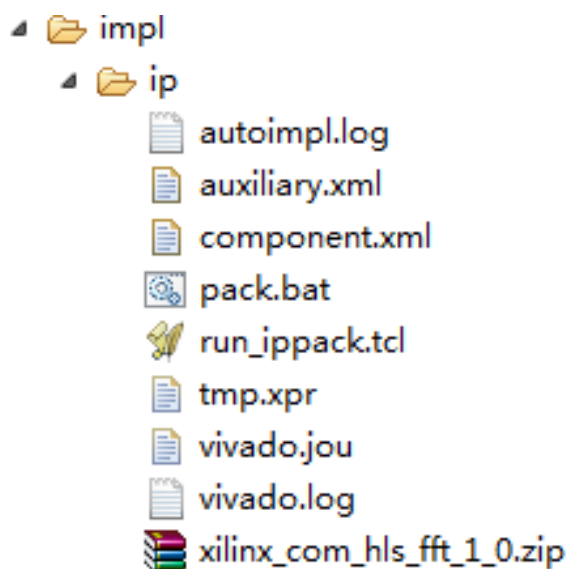 impl
ip
autoimpl.log
auxiliary.xml
component.xml
pack.bat
run_ippack.tcl
tmp.xpr
vivado.jou
vivado.log
xilinx_com_hls_fft_1_0.zip